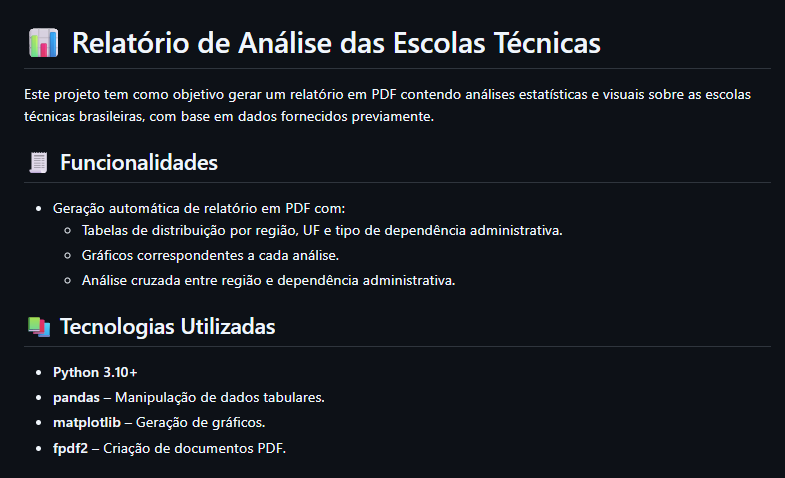 Relatório de Análise das Escolas Técnicas
Este projeto tem como objetivo gerar um relatório em PDF contendo análises estatísticas e visuais sobre as escolas
técnicas brasileiras, com base em dados fornecidos previamente.
Funcionalidades
Geração automática de relatório em PDF com:
Tabelas de distribuição por região, UF e tipo de dependência administrativa.
Gráficos correspondentes a cada análise.
Análise cruzada entre região e dependência administrativa.
Tecnologias Utilizadas
Python 3.10+
pandas – Manipulação de dados tabulares.
matplotlib – Geração de gráficos.
fpdf2 – Criação de documentos PDF.